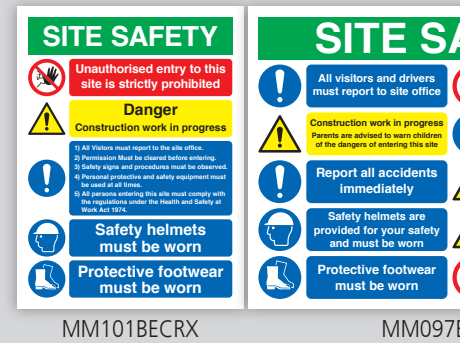 SITE SAFETY
Unauthorised entry to this
site is strictly prohibited
Danger
Construction work in progress
1) All Vistors must report to the site office.
2) Permission Must be cleared before entering.
3) Safety signs and procedures must be observed.
4) Personal protective and safety equipment must
be used at all times.
5) All persons entering this site must comply with
the regulations under the Health and Safety at
Work Act 1974.
Safety helmets
must be worn
Protective footwear
must be worn
MM101BECRX
SITE SA
All visitors and drivers
must report to site office
Construction work in progress
Parents are advised to warn children
of the dangers of entering this site
Report all accidents
immediately
Safety helmets are
provided for your safety
and must be worn
Protective footwear
must be worn
MM097B